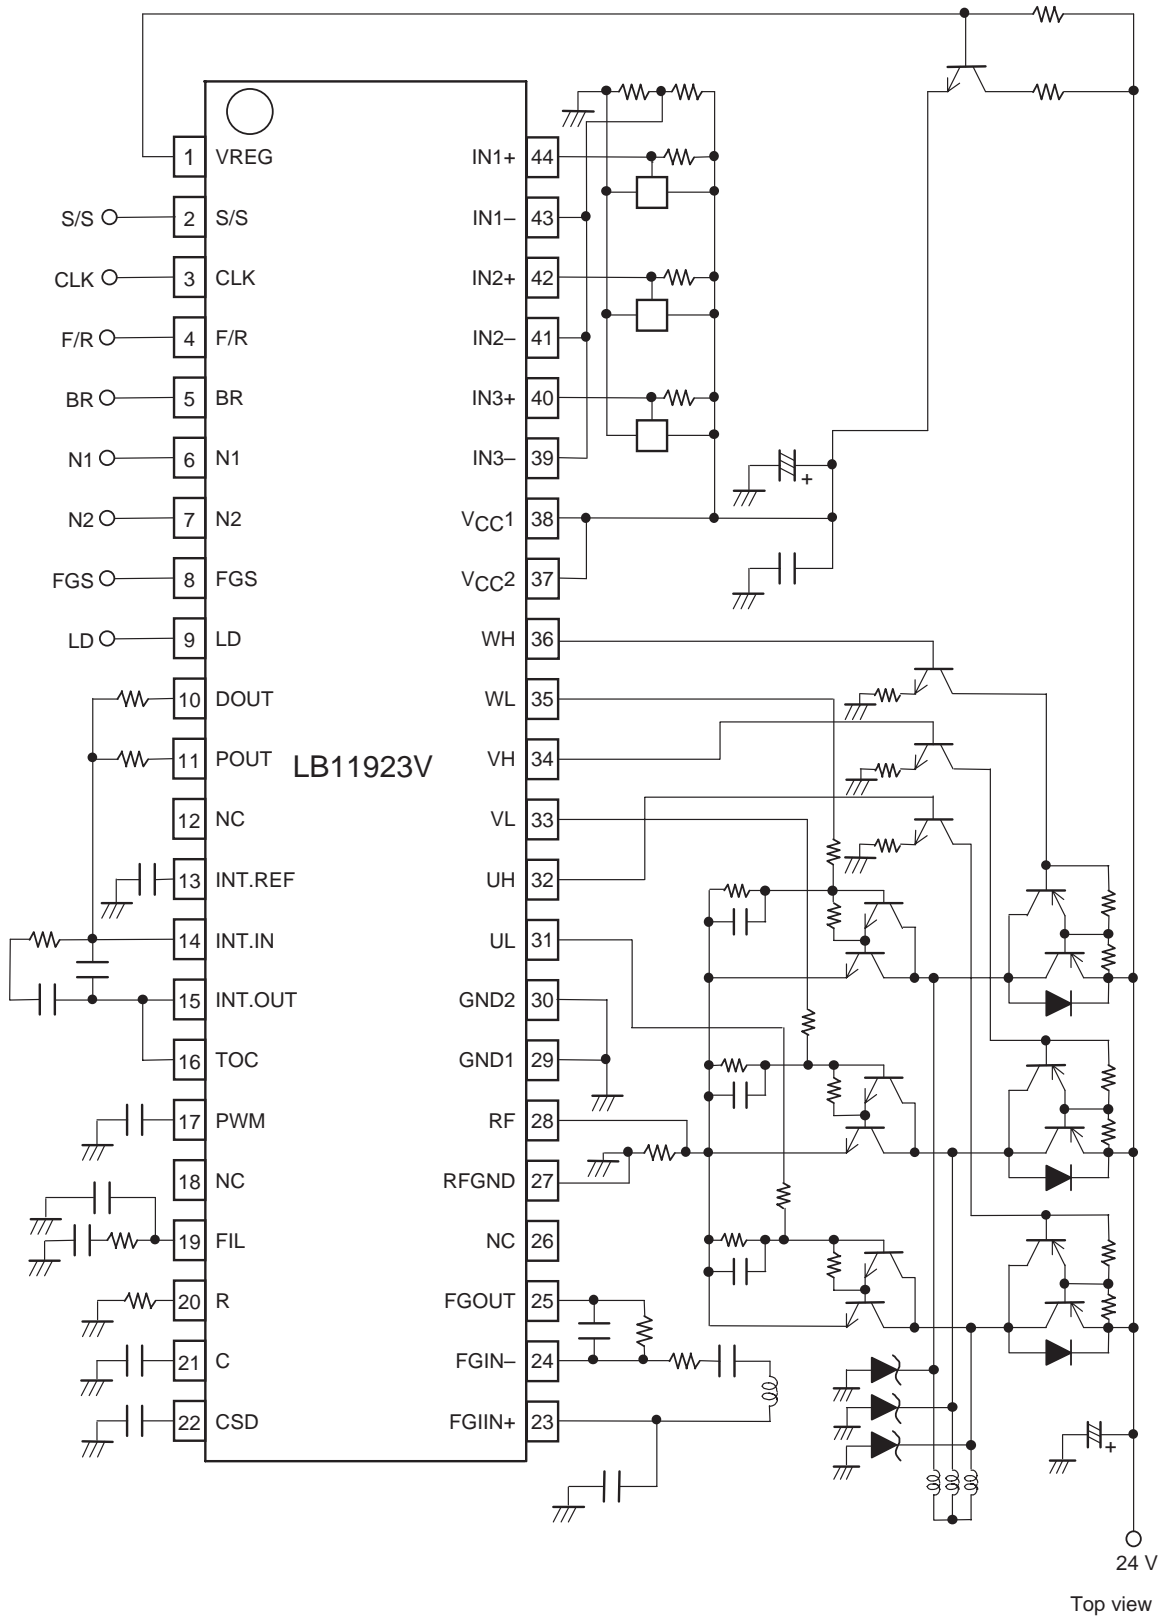 1 VREG IN1+ 44
S/S 2 S/S IN1– 43
CLK 3 CLK IN2+ 42
F/R 4 F/R IN2– 41
BR 5 BR IN3+ 40
N1 6 N1 IN3– 39
+
N2 7 N2 VCC1 38
FGS 8 FGS VCC2 37
LD 9 LD WH 36
10 DOUT WL 35
11 POUT LB11923V VH 34
12 NC VL 33
13 INT.REF UH 32
14 INT.IN UL 31
15 INT.OUT GND2 30
16 TOC GND1 29
17 PWM RF 28
18 NC RFGND 27
19 FIL NC 26
20 R FGOUT 25
21 C FGIN– 24
22 CSD FGIIN+ 23
+
24 V
Top view